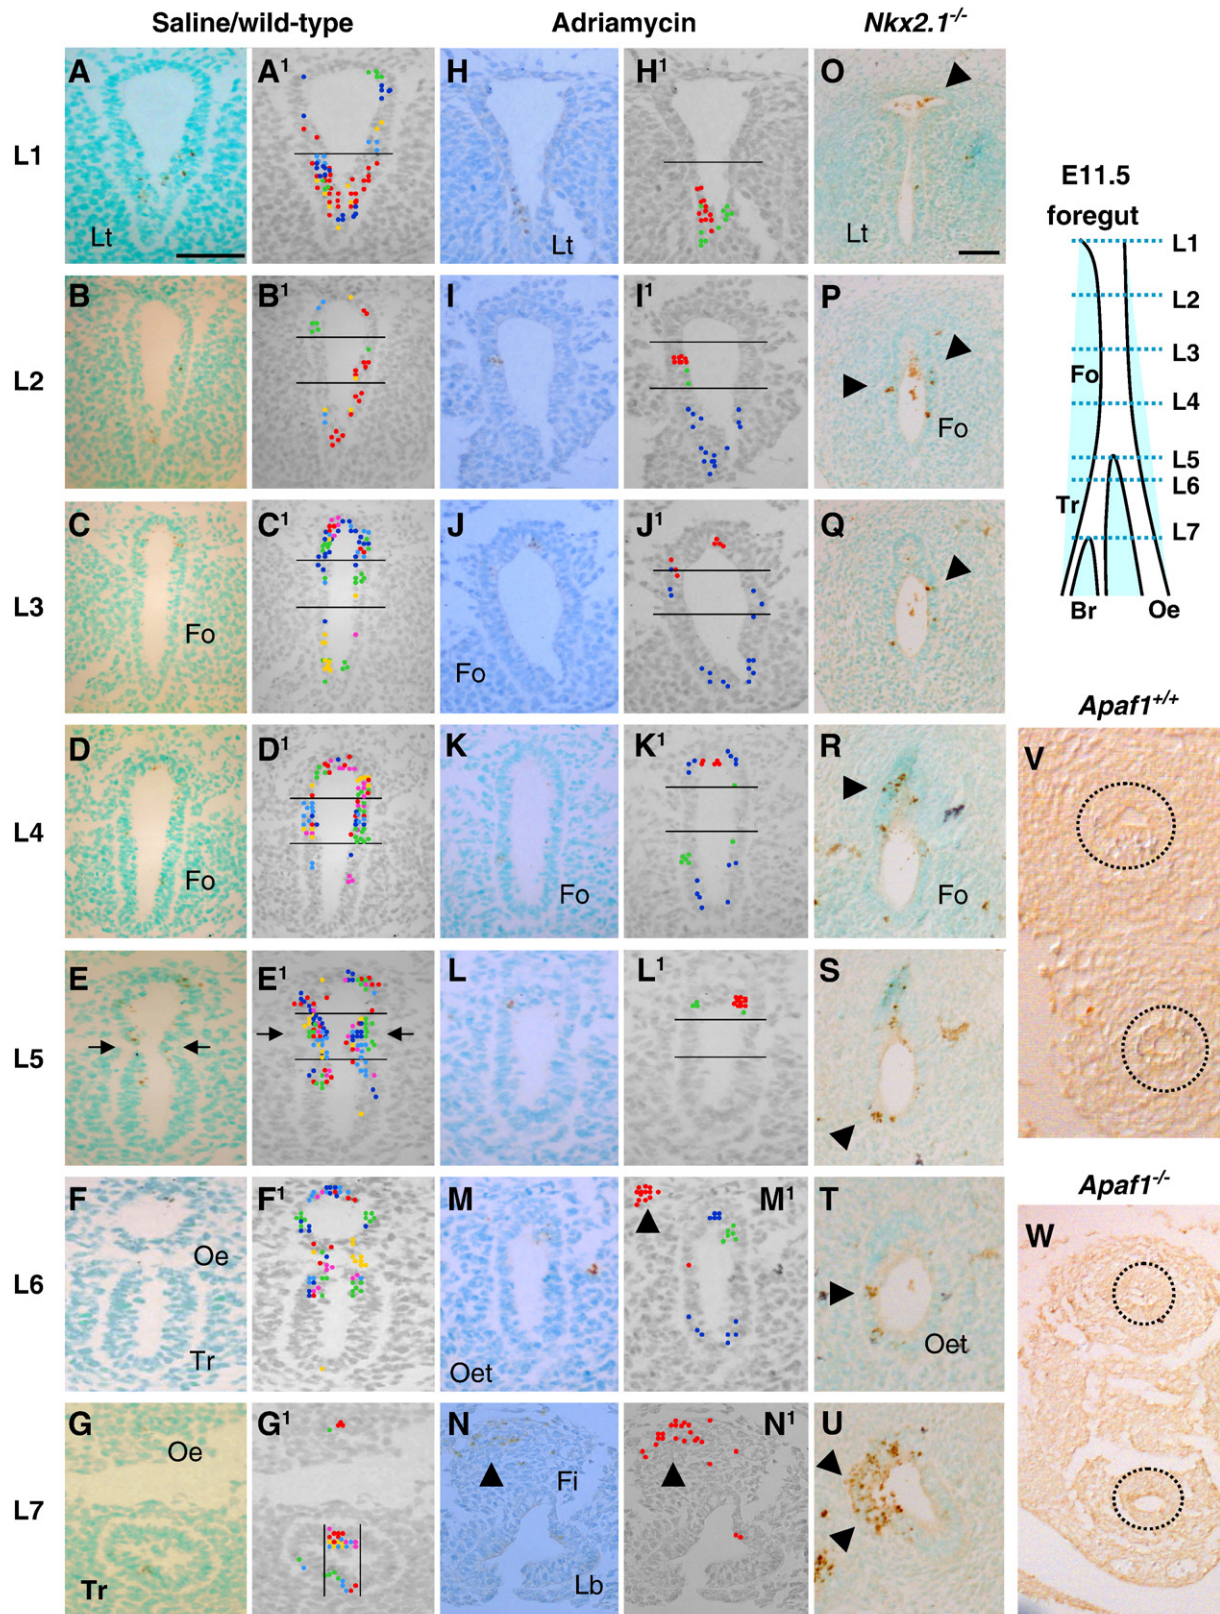 Saline/wild-type Adriamycin Nkx2.1-/-
L1 A A1 H H1 O
Lt Lt Lt
L2 B B1 I I1 P
Fo
L3 C C1 J J1 Q
Fo Fo
L4 D D1 K K1 R
Fo Fo Fo
L5 E E1 L L1 S
L6 F F1 M M1 T
Oe
Tr Oet Oet
L7 G G1 N N1 U
Oe Fi
Tr Lb
E11.5
foregut
L1
L2
L3
Fo
L4
L5
L6
Tr
L7
Br Oe
Apaf1+/+
V
Apaf1-/-
W